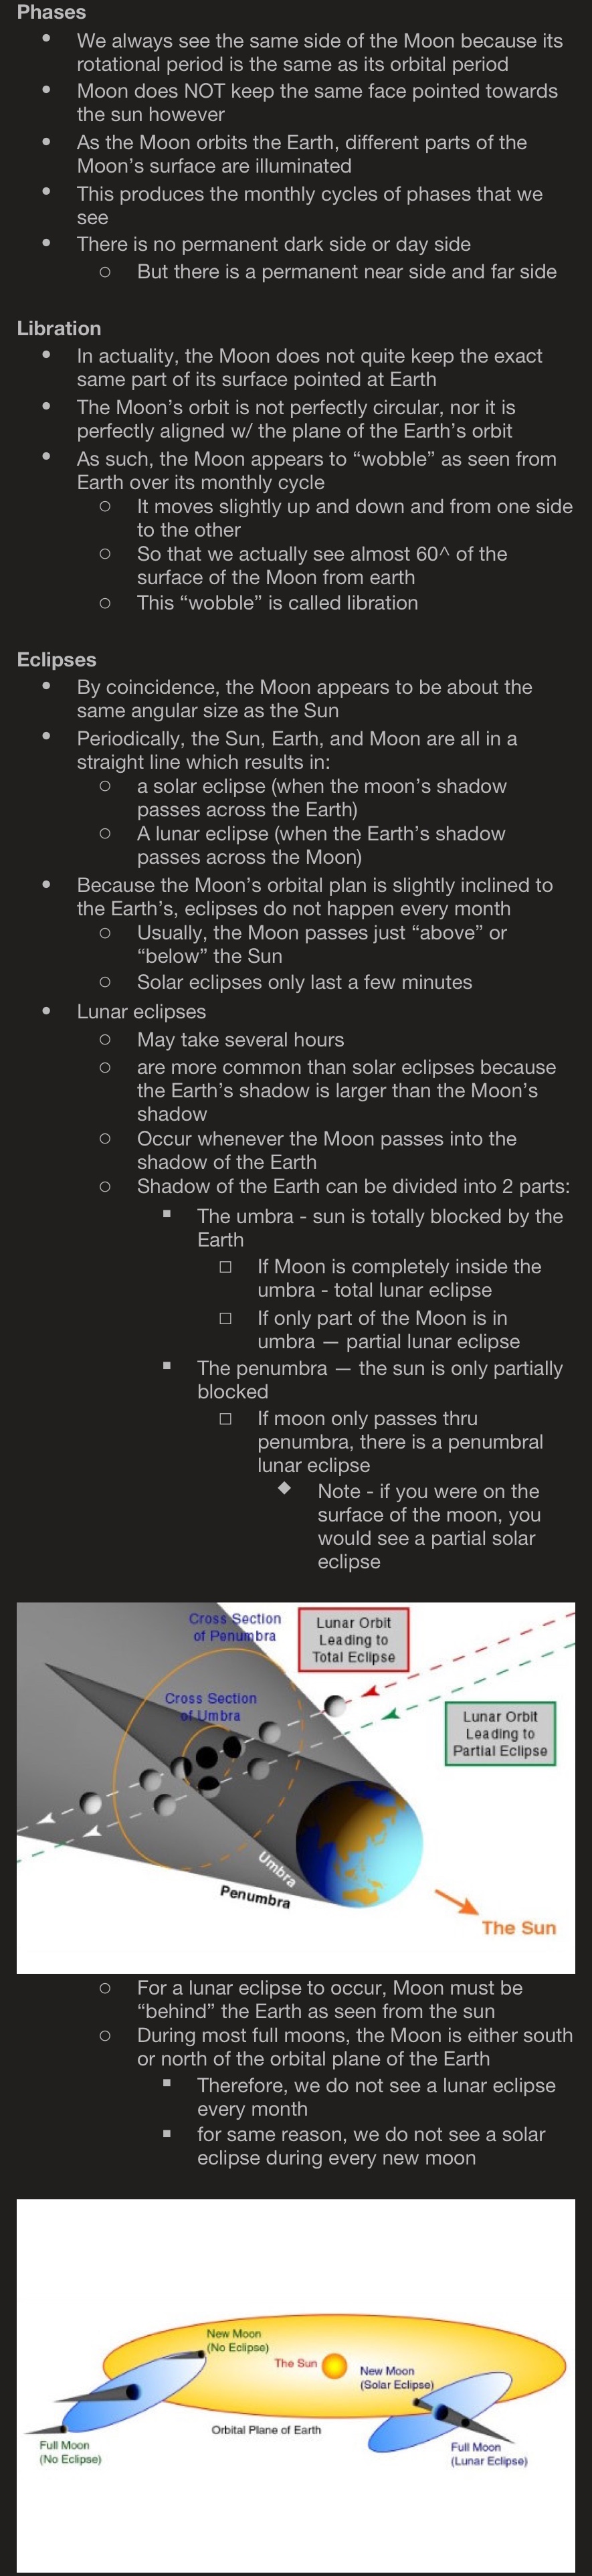 Phases
We always see the same side of the Moon because its
rotational period is the same as its orbital period
Moon does NOT keep the same face pointed towards
the sun however
As the Moon orbits the Earth, different parts of the
Moon's surface are illuminated
This produces the monthly cycles of phases that we
see
There is no permanent dark side or day side
But there is a permanent near side and far side
Libration
In actuality, the Moon does not quite keep the exact
same part of its surface pointed at Earth
The Moon's orbit is not perfectly circular, nor it is
perfectly aligned w/ the plane of the Earth's orbit
As such, the Moon appears to “wobble” as seen from
Earth over its monthly cycle
It moves slightly up and down and from one side
to the other
So that we actually see almost 60^ of the
surface of the Moon from earth
This “wobble” is called libration
Eclipses
By coincidence, the Moon appears to be about the
same angular size as the Sun
Periodically, the Sun, Earth, and Moon are all in a
straight line which results in:
a solar eclipse (when the moon's shadow
passes across the Earth)
A lunar eclipse (when the Earth's shadow
passes across the Moon)
Because the Moon's orbital plan is slightly inclined to
the Earth's, eclipses do not happen every month
Usually, the Moon passes just “above” or
“below” the Sun
Solar eclipses only last a few minutes
Lunar eclipses
May take several hours
are more common than solar eclipses because
the Earth's shadow is larger than the Moon's
shadow
Occur whenever the Moon passes into the
shadow of the Earth
Shadow of the Earth can be divided into 2 parts:
The umbra - sun is totally blocked by the
Earth
If Moon is completely inside the
umbra - total lunar eclipse
If only part of the Moon is in
umbra — partial lunar eclipse
The penumbra — the sun is only partially
blocked
If moon only passes thru
penumbra, there is a penumbral
lunar eclipse
Note - if you were on the
surface of the moon, you
would see a partial solar
eclipse
Cross Section
of Penumbra
Lunar Orbit
Leading to
Total Eclipse
Cross Section
of Umbra
Lunar Orbit
Leading to
Partial Eclipse
Umbra
Penumbra
The Sun
For a lunar eclipse to occur, Moon must be
“behind” the Earth as seen from the sun
During most full moons, the Moon is either south
or north of the orbital plane of the Earth
Therefore, we do not see a lunar eclipse
every month
for same reason, we do not see a solar
eclipse during every new moon
New Moon
(No Eclipse)
The Sun
New Moon
(Solar Eclipse)
Orbital Plane of Earth
Full Moon
(No Eclipse)
Full Moon
(Lunar Eclipse)